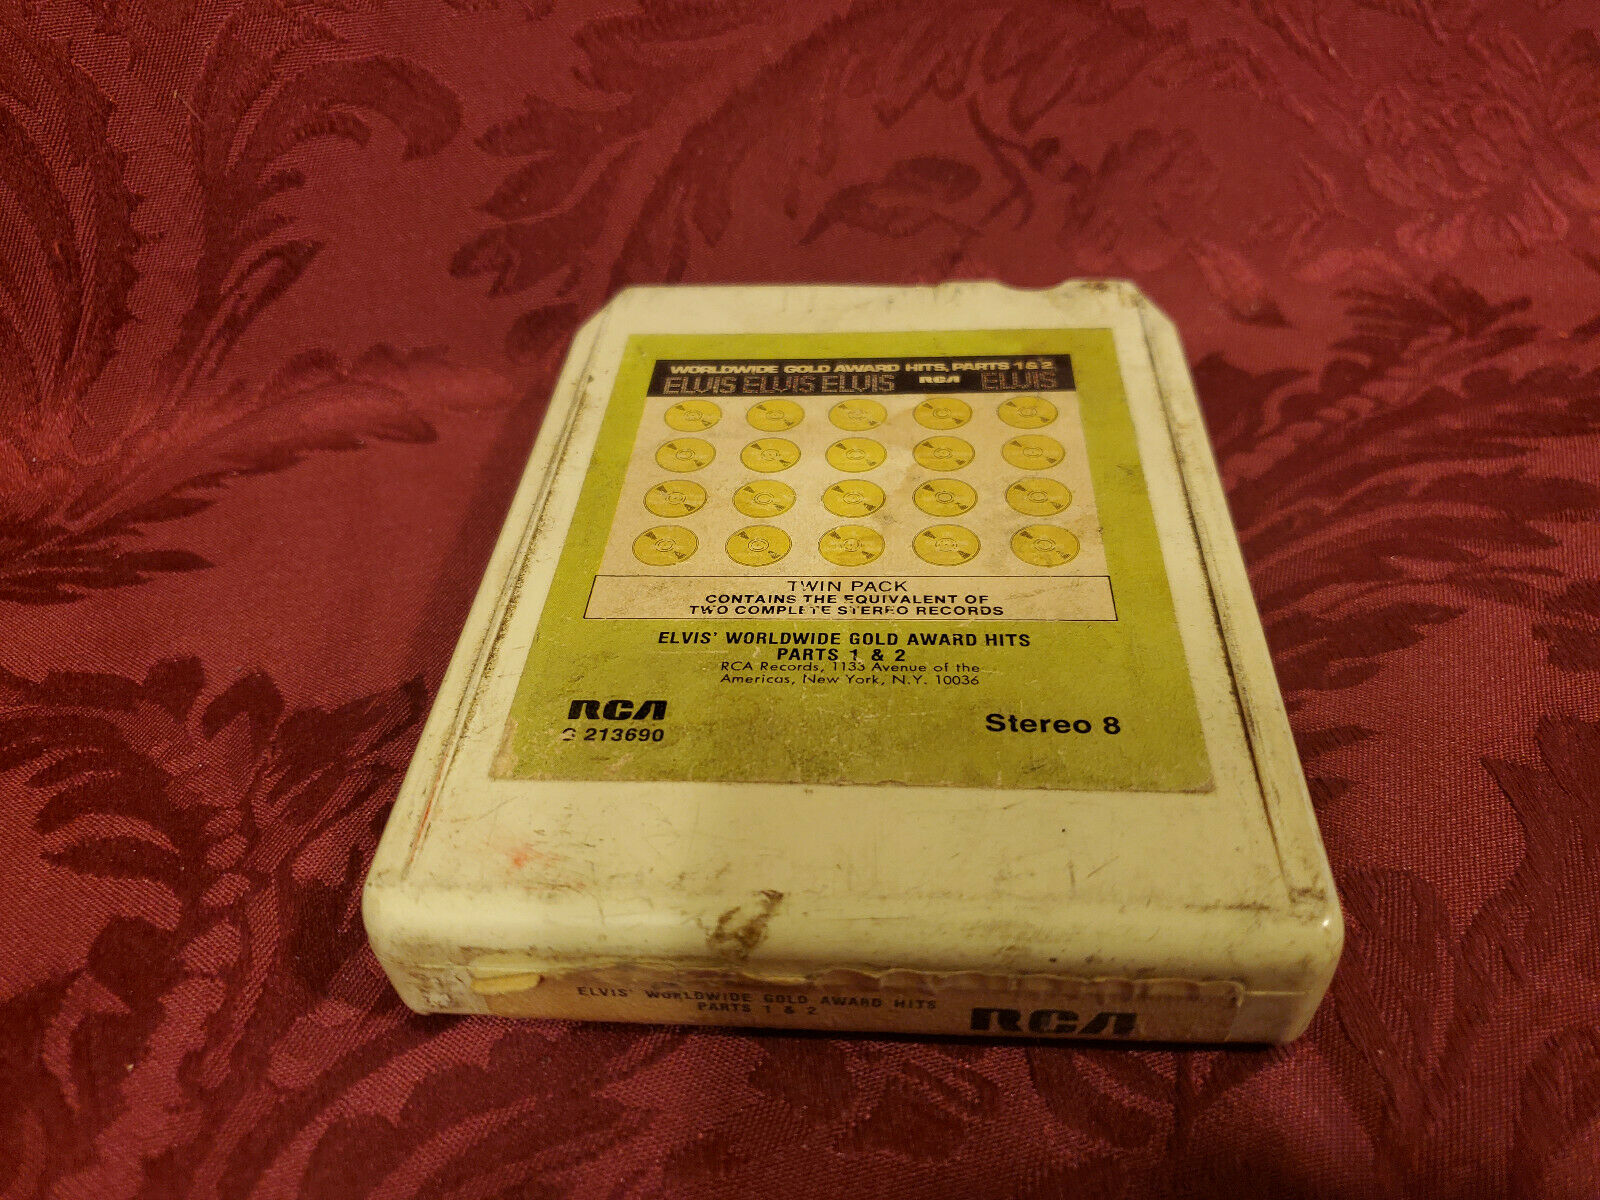 WORLDWIDE GOLD AWARD HITS, PARTS 1 & 2
ELVIS ELVIS ELVIS RCA ELVIS
TWIN PACK
CONTAINS THE EQUIVALENT OF
TWO COMPLETE STEREO RECORDS
ELVIS' WORLDWIDE GOLD AWARD HITS
PARTS 1 & 2
RCA Records, 1133 Avenue of the
Americas, New York, N.Y. 10036
RCA
S 213690
Stereo 8
ELVIS' WORLDWIDE GOLD AWARD HITS
PARTS 1 & 2
RCA